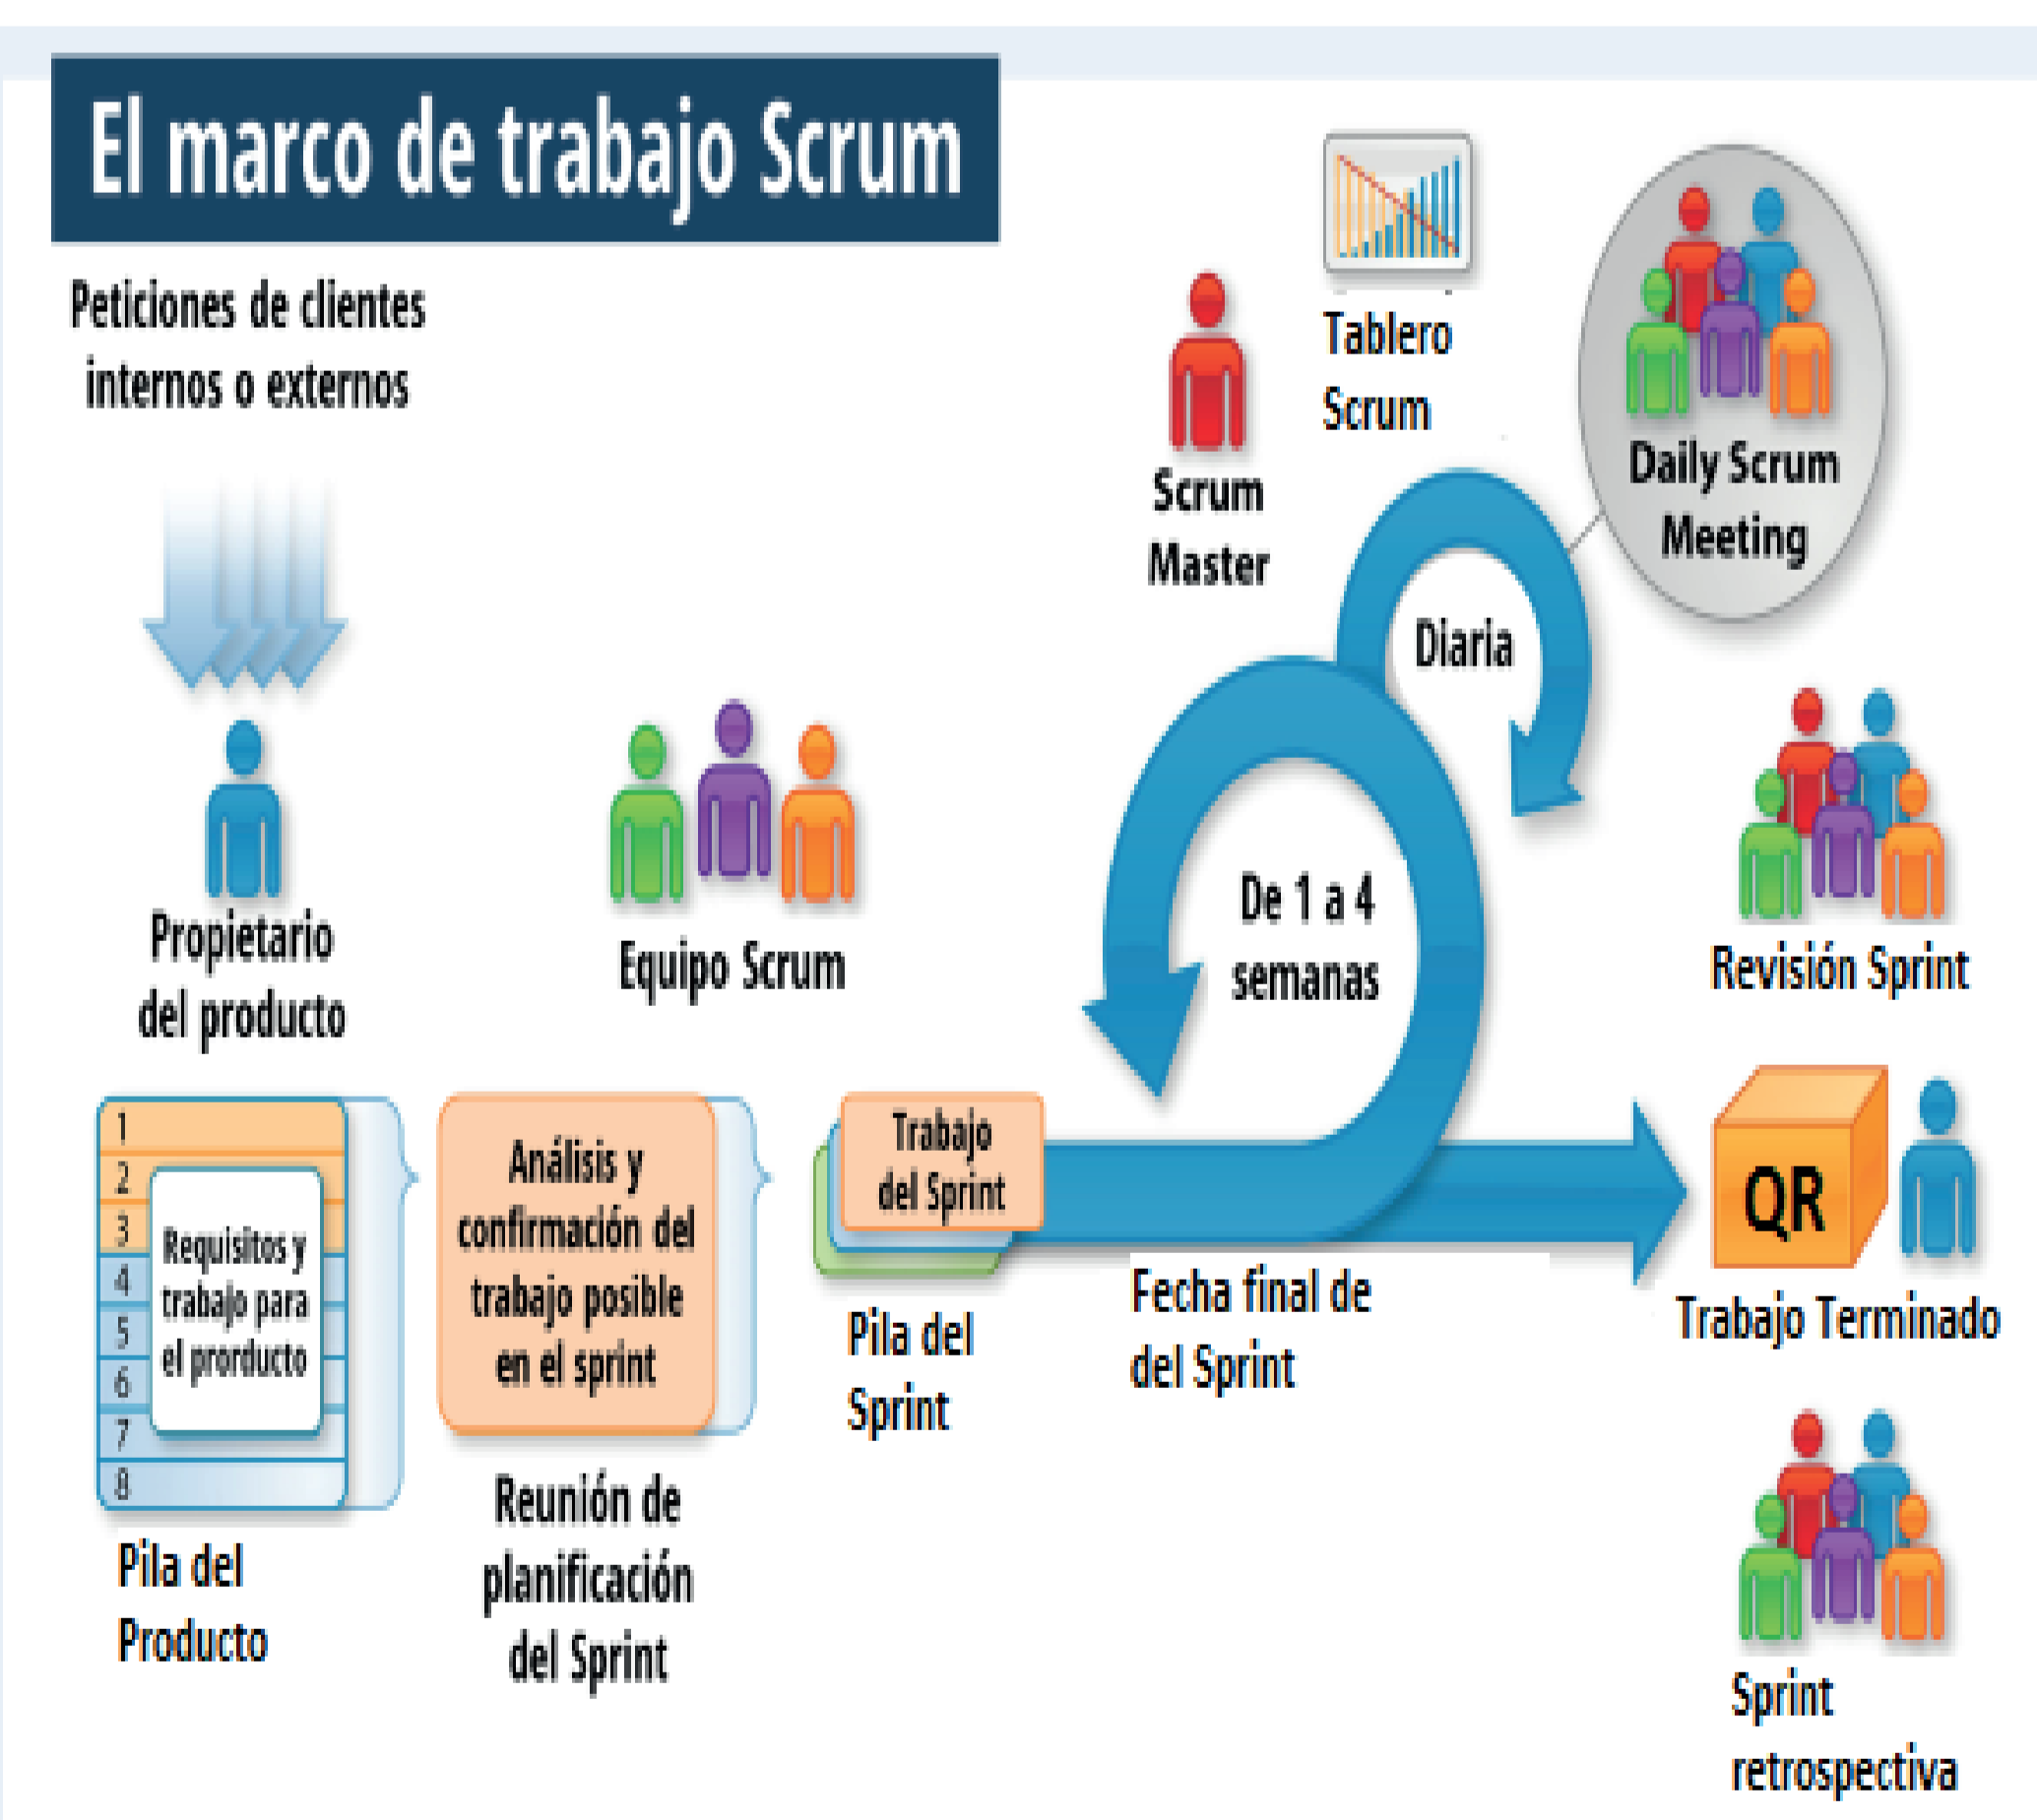 El marco de trabajo Scrum
Peticiones de clientes
internos o externos
Propietario
del producto
Equipo Scrum
Scrum
Master
Tablero
Scrum
Daily Scrum
Meeting
Diaria
De 1 a 4
semanas
Revisión Sprint
1
2
3
4
5
6
7
8
Requisitos y
trabajo para
el prorducto
Pila del
Producto
Análisis y
confirmación del
trabajo posible
en el sprint
Reunión de
planificación
del Sprint
Trabajo
del Sprint
Pila del
Sprint
Fecha final de
del Sprint
QR
Trabajo Terminado
Sprint
retrospectiva